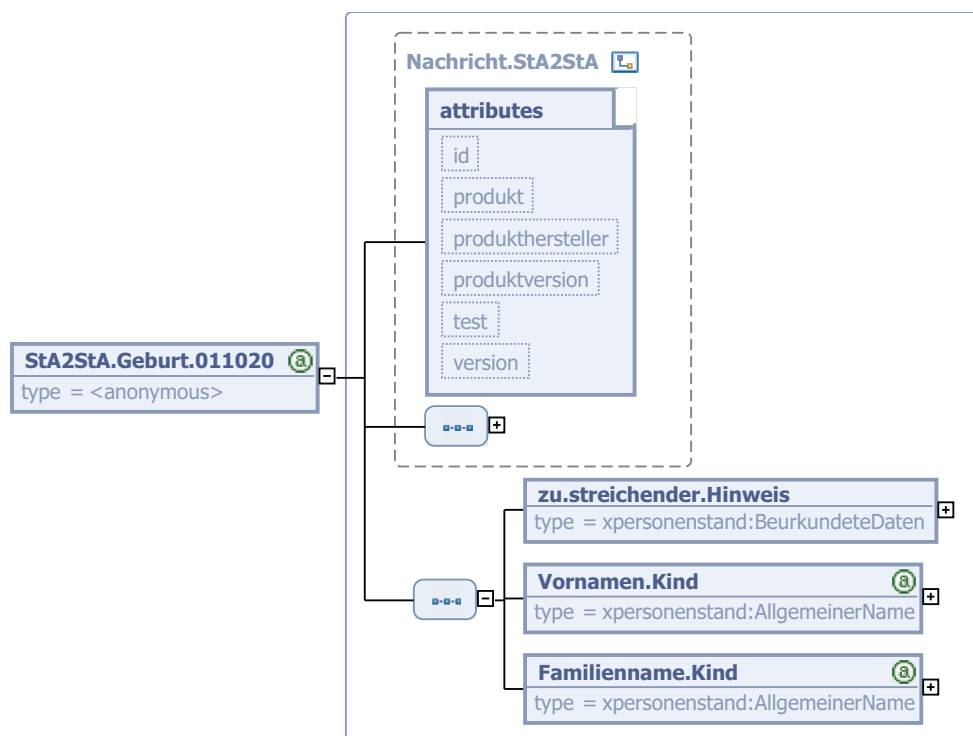 Nachricht.StA2StA
attributes
id
produkt
produkthersteller
produktversion
test
version
StA2StA.Geburt.011020 @
type = <anonymous>
zu.streichender.Hinweis
type = xpersonenstand:BeurkundeteDaten
Vornamen.Kind @
type = xpersonenstand:AllgemeinerName
Familienname.Kind @
type = xpersonenstand:AllgemeinerName